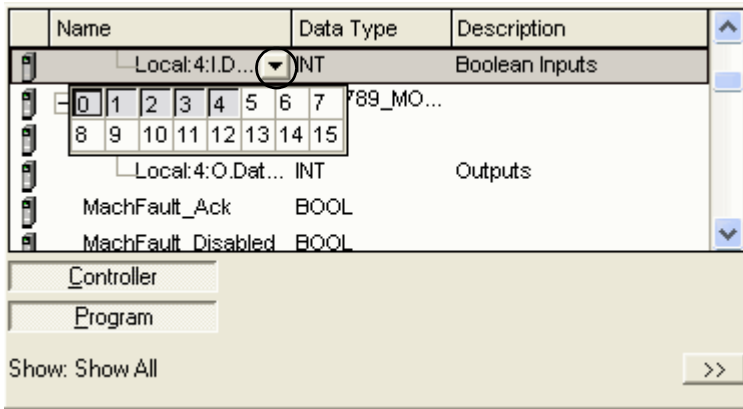 Name Data Type Description
Local:4:I.D... INT Boolean Inputs
0 1 2 3 4 5 6 7 789_MO...
8 9 10 11 12 13 14 15
Local:4:O.Dat... INT Outputs
MachFault_Ack BOOL
MachFault_Disabled BOOL
Controller
Program
Show: Show All >>